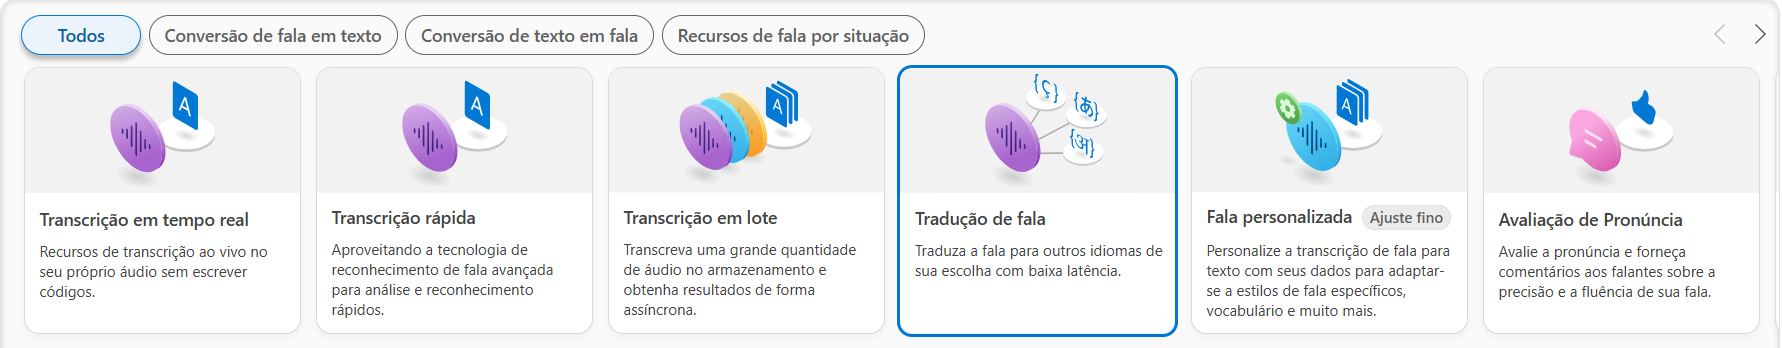 Todos
Conversão de fala em texto
Conversão de texto em fala
Recursos de fala por situação
A
Transcrição em tempo real
Recursos de transcrição ao vivo no
seu próprio áudio sem escrever
códigos.
A
Transcrição rápida
Aproveitando a tecnologia de
reconhecimento de fala avançada
para análise e reconhecimento
rápidos.
A
Transcrição em lote
Transcreva uma grande quantidade
de áudio no armazenamento e
obtenha resultados de forma
assíncrona.
{ç}
{あ}
{अ}
Tradução de fala
Traduza a fala para outros idiomas de
sua escolha com baixa latência.
A
Fala personalizada Ajuste fino
Personalize a transcrição de fala para
texto com seus dados para adaptar-
se a estilos de fala específicos,
vocabulário e muito mais.
Avaliação de Pronúncia
Avalie a pronúncia e forneça
comentários aos falantes sobre a
precisão e a fluência de sua fala.